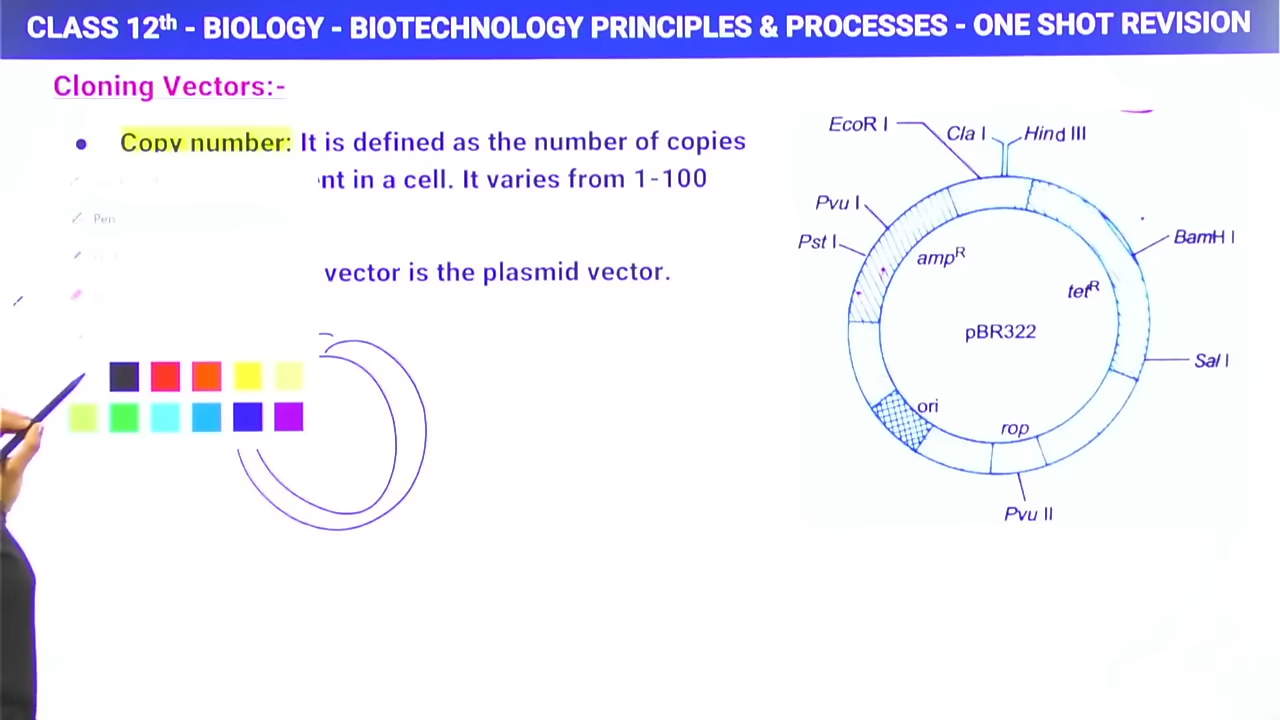 CLASS 12th - BIOLOGY - BIOTECHNOLOGY PRINCIPLES & PROCESSES - ONE SHOT REVISION
Cloning Vectors:-
• Copy number: It is defined as the number of copies
nt in a cell. It varies from 1-100
Pen
vector is the plasmid vector.
EcoR I
Cla I
Hind III
Pvu I
Pst I
BamH I
ampR
tetR
pBR322
Sal I
ori
rop
Pvu II